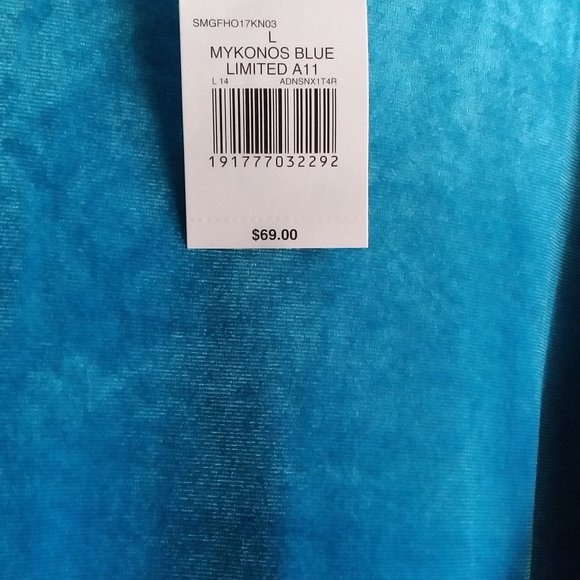 SMGFHO17KN03
L
MYKONOS BLUE
LIMITED A11
L 14 ADNSNX1T4R
191777032292
$69.00